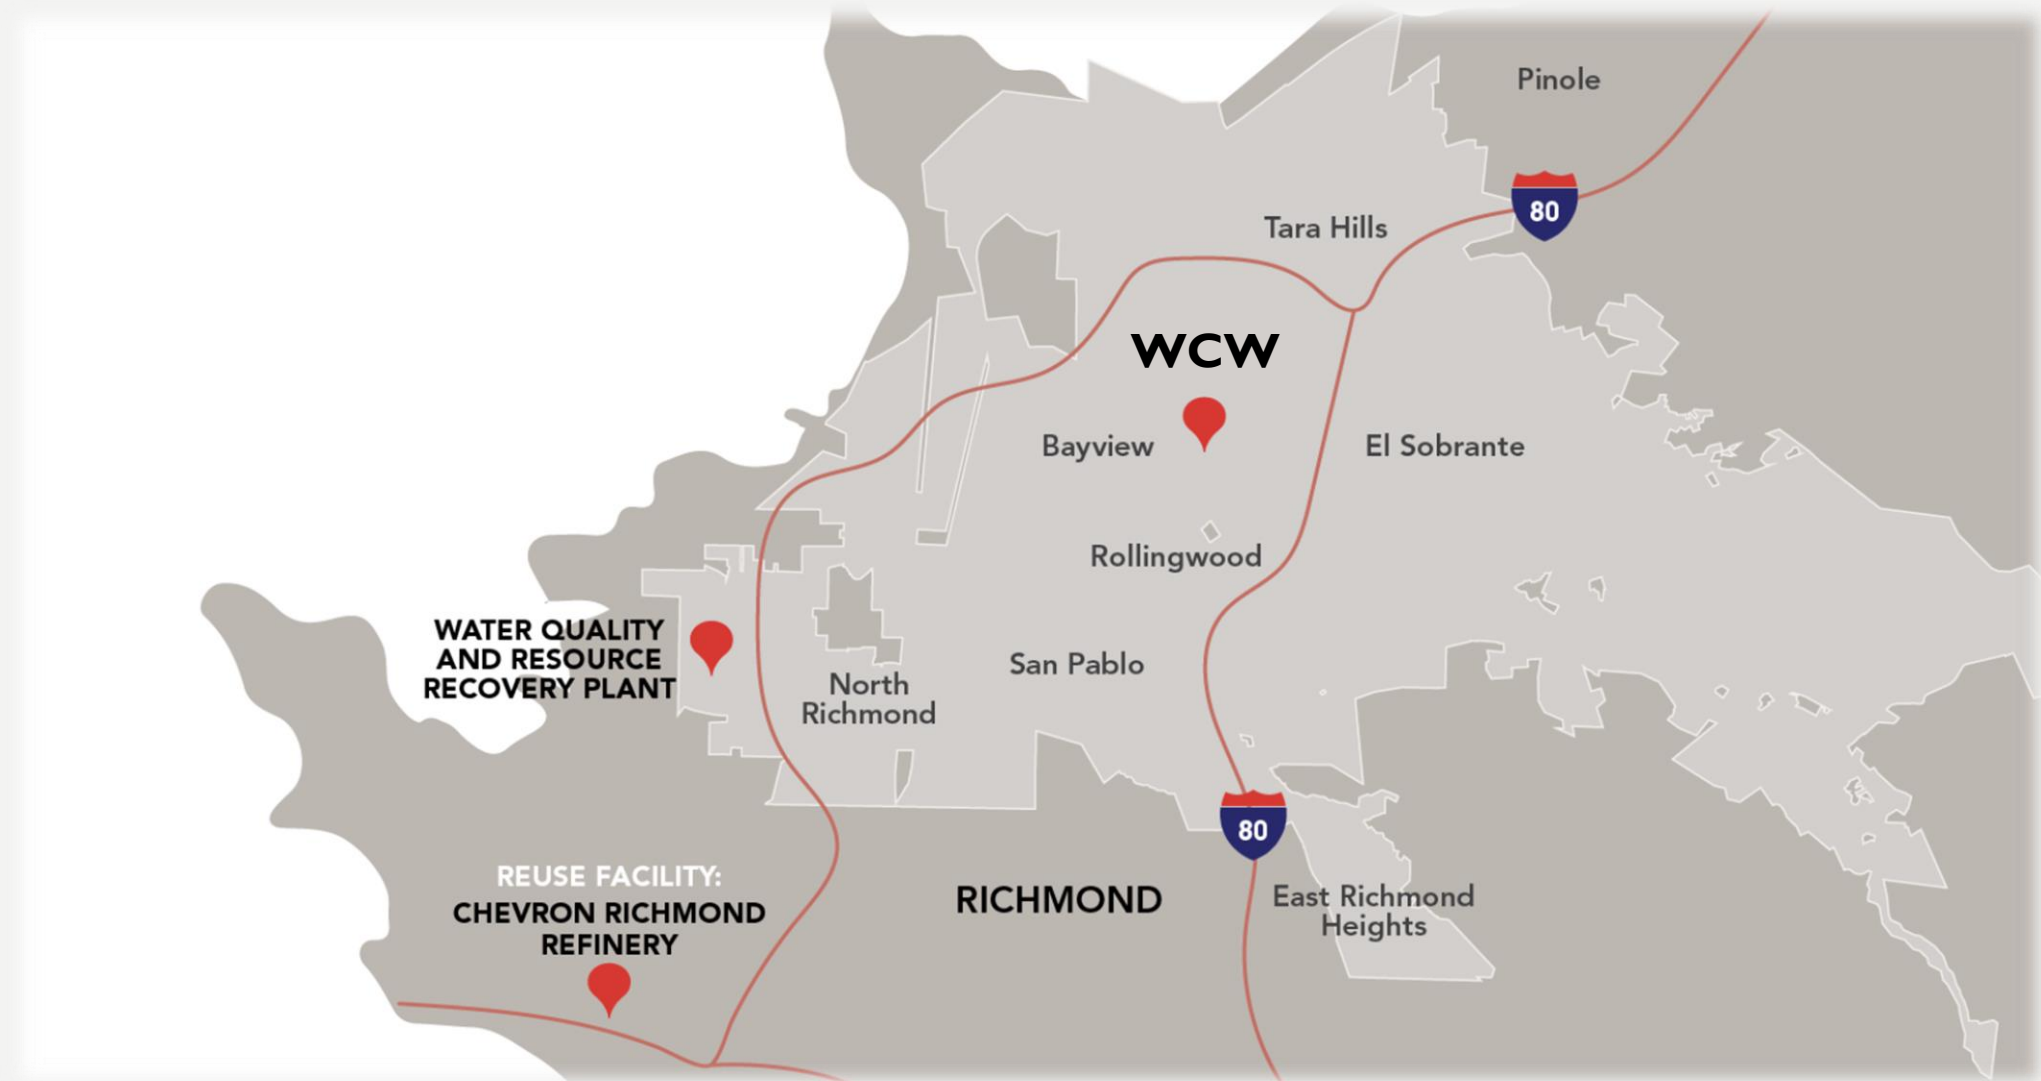 Pinole
80
Tara Hills
WCW
Bayview
El Sobrante
Rollingwood
WATER QUALITY
AND RESOURCE
RECOVERY PLANT
San Pablo
North
Richmond
80
REUSE FACILITY:
CHEVRON RICHMOND
REFINERY
RICHMOND
East Richmond
Heights